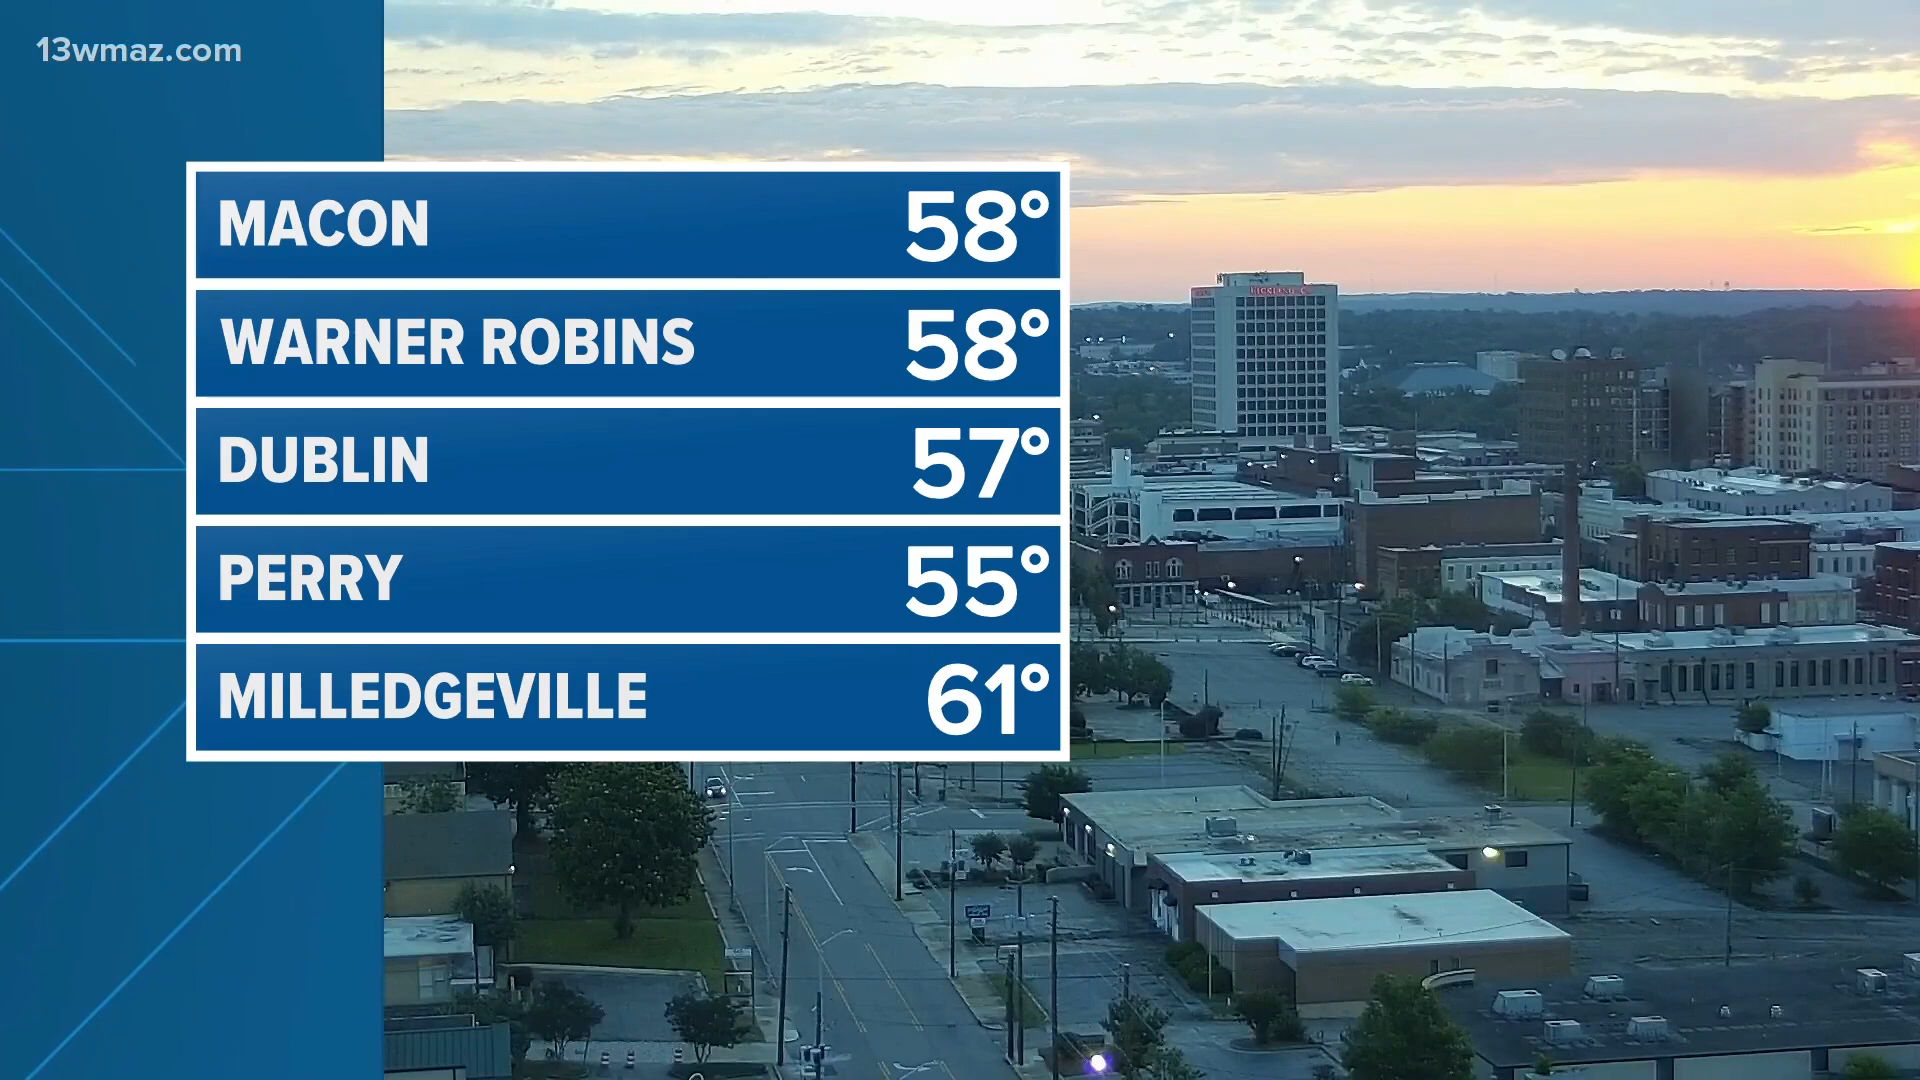 13wmaz.com
MACON 58°
WARNER ROBINS 58°
DUBLIN 57°
PERRY 55°
MILLEDGEVILLE 61°